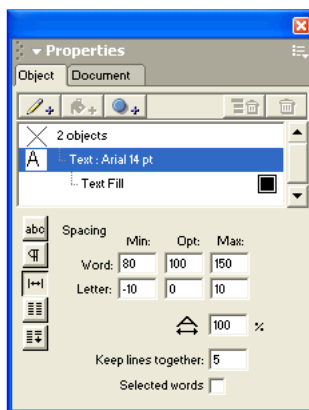 Properties
Object Document
2 objects
A Text : Arial 14 pt
Text Fill
abc Spacing
Min: Opt: Max:
Word: 80 100 150
Letter: -10 0 10
100 %
Keep lines together: 5
Selected words